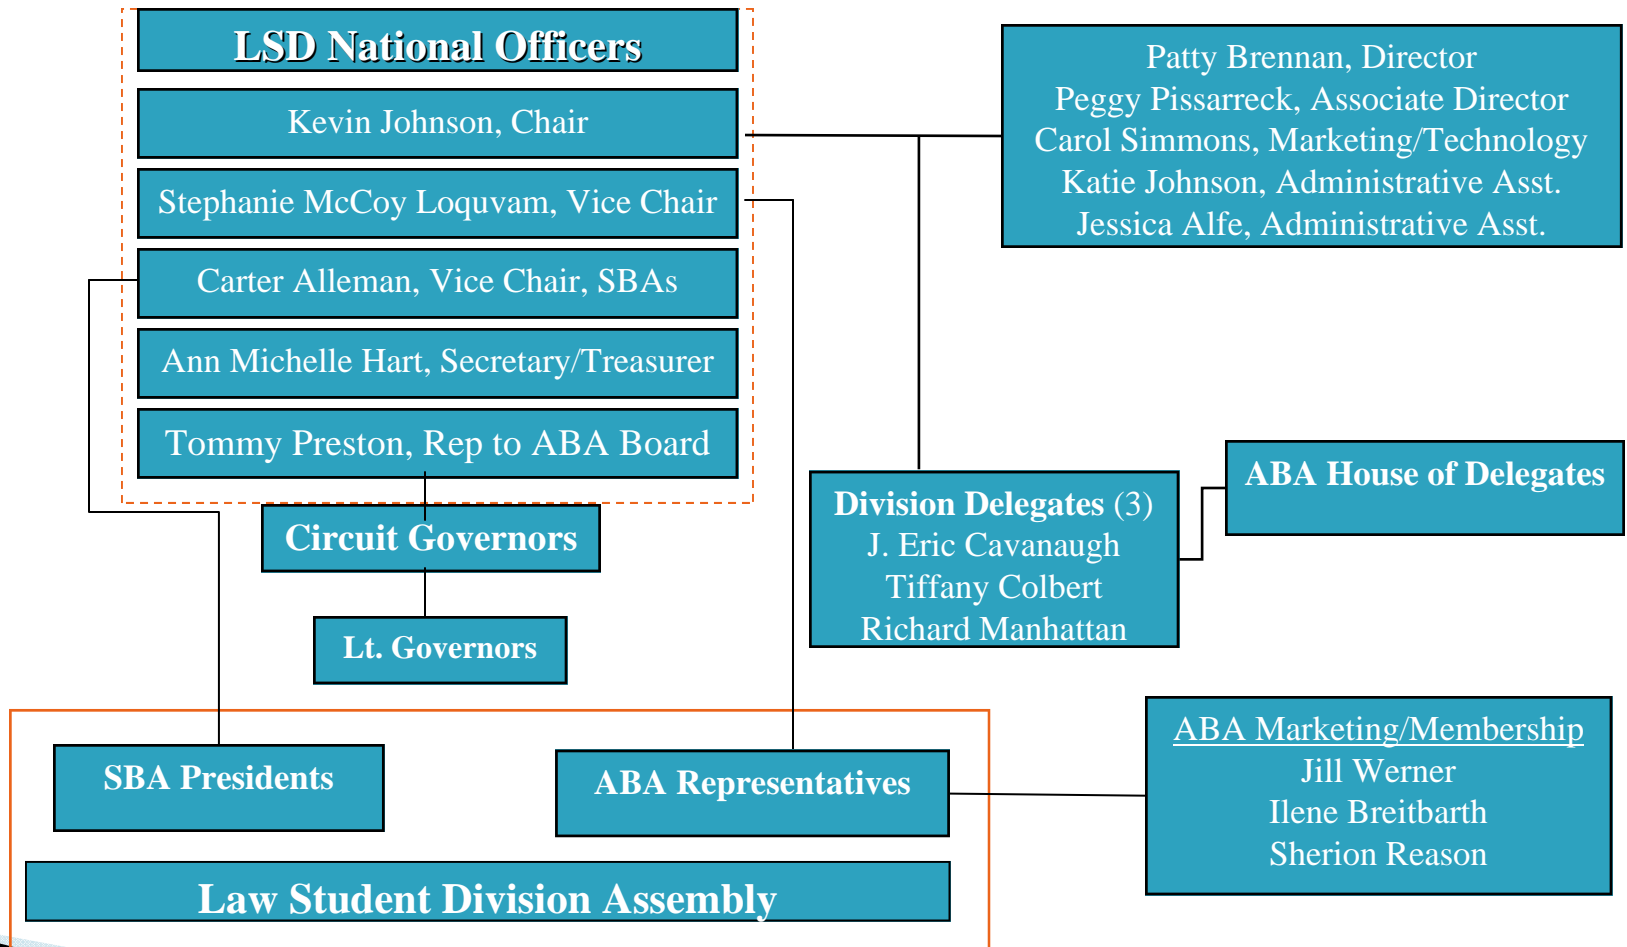 LSD National Officers
Kevin Johnson, Chair
Stephanie McCoy Loquvam, Vice Chair
Carter Alleman, Vice Chair, SBAs
Ann Michelle Hart, Secretary/Treasurer
Tommy Preston, Rep to ABA Board
Patty Brennan, Director
Peggy Pissarreck, Associate Director
Carol Simmons, Marketing/Technology
Katie Johnson, Administrative Asst.
Jessica Alfe, Administrative Asst.
Circuit Governors
Lt. Governors
Division Delegates (3)
J. Eric Cavanaugh
Tiffany Colbert
Richard Manhattan
ABA House of Delegates
SBA Presidents
ABA Representatives
ABA Marketing/Membership
Jill Werner
Ilene Breitbarth
Sherion Reason
Law Student Division Assembly